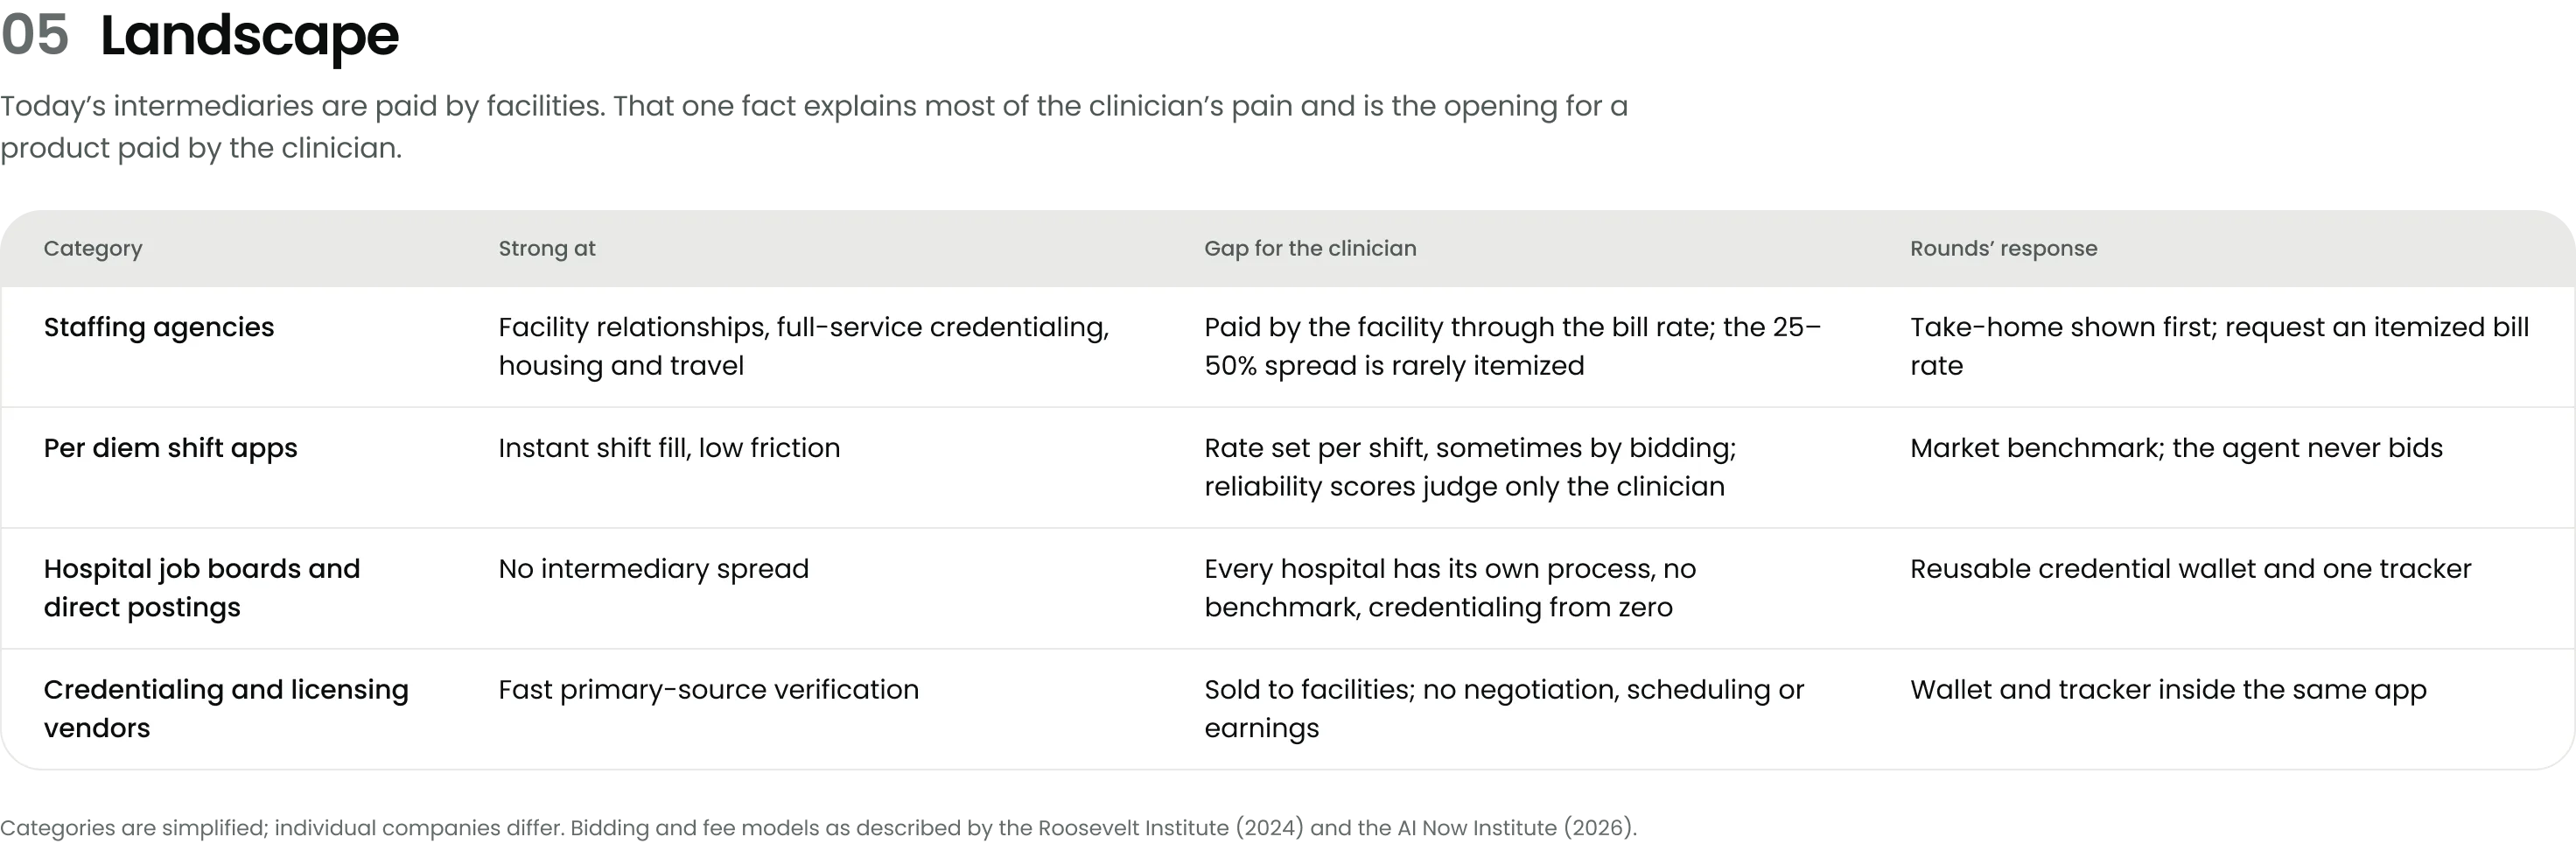 05 Landscape
Today’s intermediaries are paid by facilities. That one fact explains most of the clinician’s pain and is the opening for a
product paid by the clinician.
Category Strong at Gap for the clinician Rounds’ response
Staffing agencies Facility relationships, full-service credentialing, Paid by the facility through the bill rate; the 25– Take-home shown first; request an itemized bill
housing and travel 50% spread is rarely itemized rate
Per diem shift apps Instant shift fill, low friction Rate set per shift, sometimes by bidding; Market benchmark; the agent never bids
reliability scores judge only the clinician
Hospital job boards and No intermediary spread Every hospital has its own process, no Reusable credential wallet and one tracker
direct postings benchmark, credentialing from zero
Credentialing and licensing Fast primary-source verification Sold to facilities; no negotiation, scheduling or Wallet and tracker inside the same app
vendors earnings
Categories are simplified; individual companies differ. Bidding and fee models as described by the Roosevelt Institute (2024) and the AI Now Institute (2026).